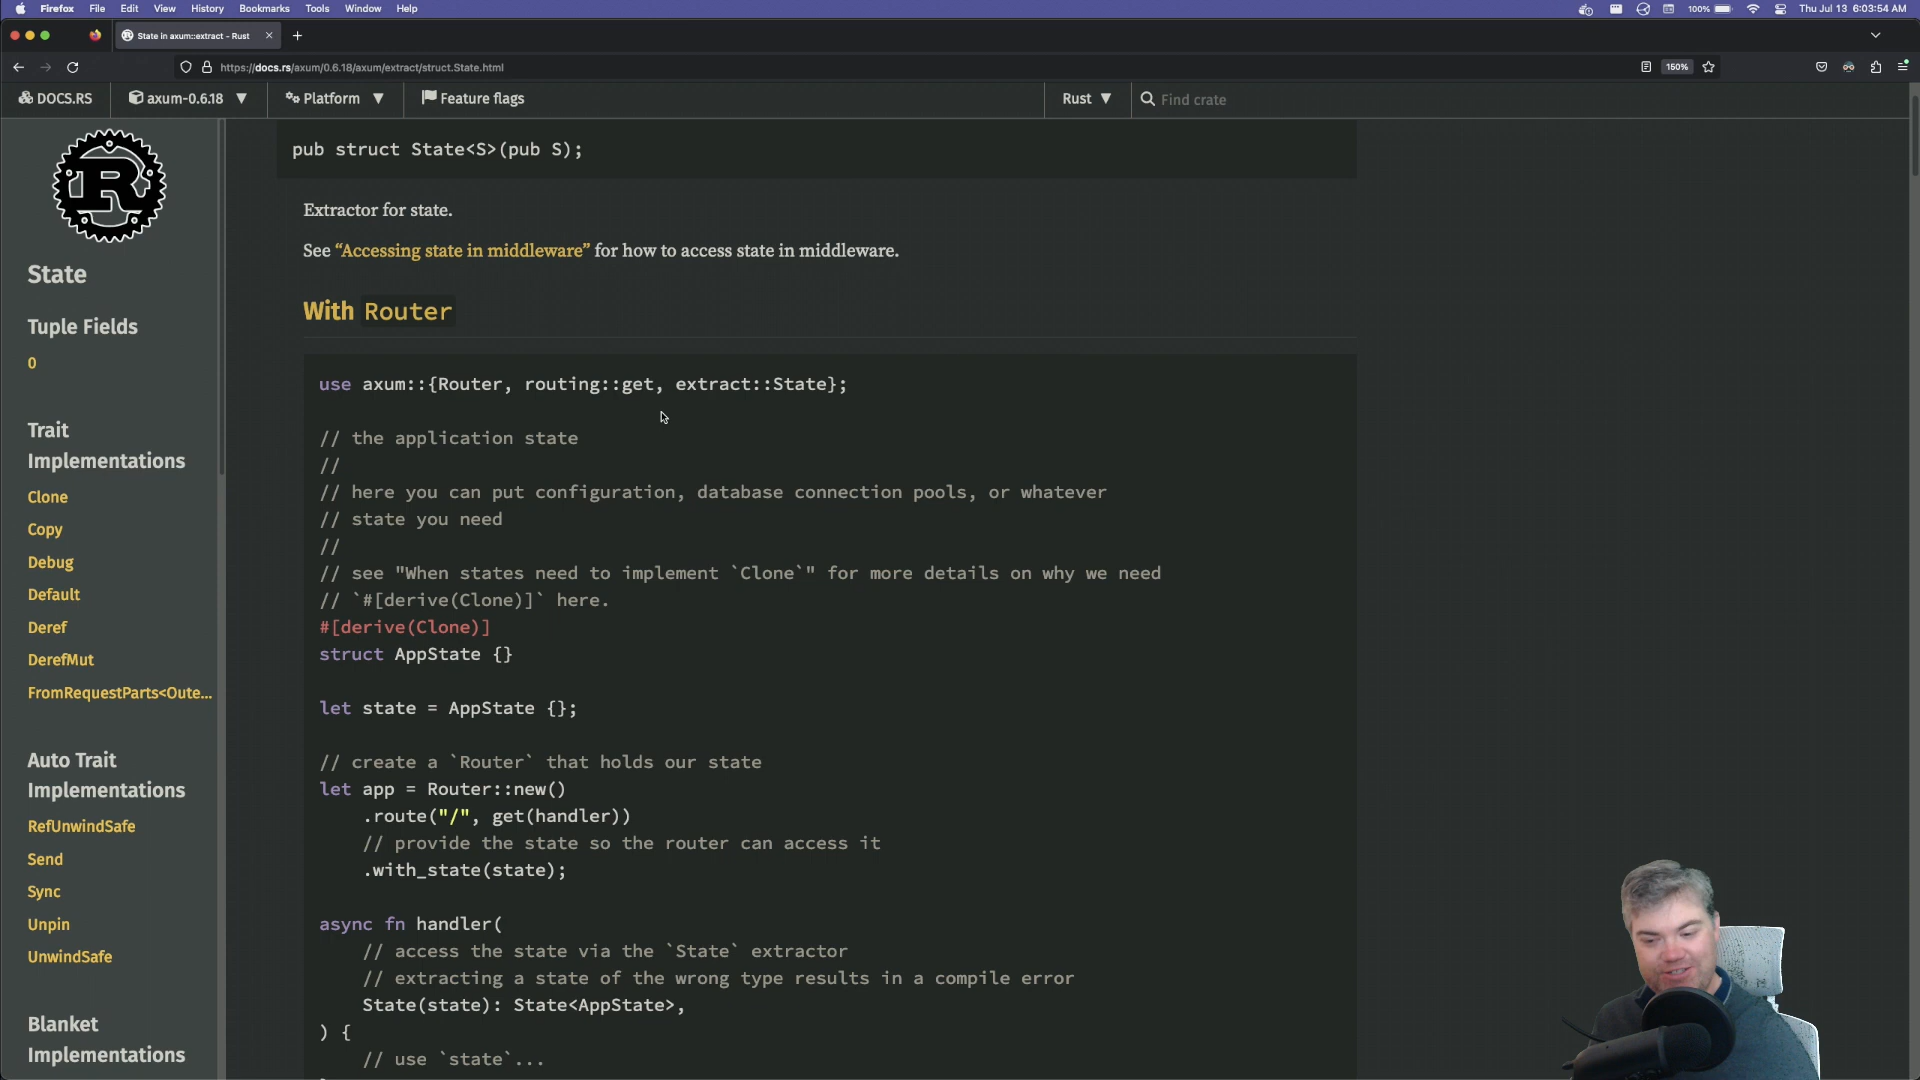 Firefox File Edit View History Bookmarks Tools Window Help 100% Thu Jul 13 6:03:54 AM
State in axum::extract - Rust
https://docs.rs/axum/0.6.18/axum/extract/struct.State.html 150%
DOCS.RS axum-0.6.18 Platform Feature flags Rust Find crate
State
Tuple Fields
0
Trait
Implementations
Clone
Copy
Debug
Default
Deref
DerefMut
FromRequestParts<Oute...
Auto Trait
Implementations
RefUnwindSafe
Send
Sync
Unpin
UnwindSafe
Blanket
Implementations
pub struct State<S>(pub S);
Extractor for state.
See “Accessing state in middleware” for how to access state in middleware.
With Router
use axum::{Router, routing::get, extract::State};
// the application state
//
// here you can put configuration, database connection pools, or whatever
// state you need
//
// see "When states need to implement `Clone`" for more details on why we need
// `#[derive(Clone)]` here.
#[derive(Clone)]
struct AppState {}
let state = AppState {};
// create a `Router` that holds our state
let app = Router::new()
.route("/", get(handler))
// provide the state so the router can access it
.with_state(state);
async fn handler(
// access the state via the `State` extractor
// extracting a state of the wrong type results in a compile error
State(state): State<AppState>,
) {
// use `state`...